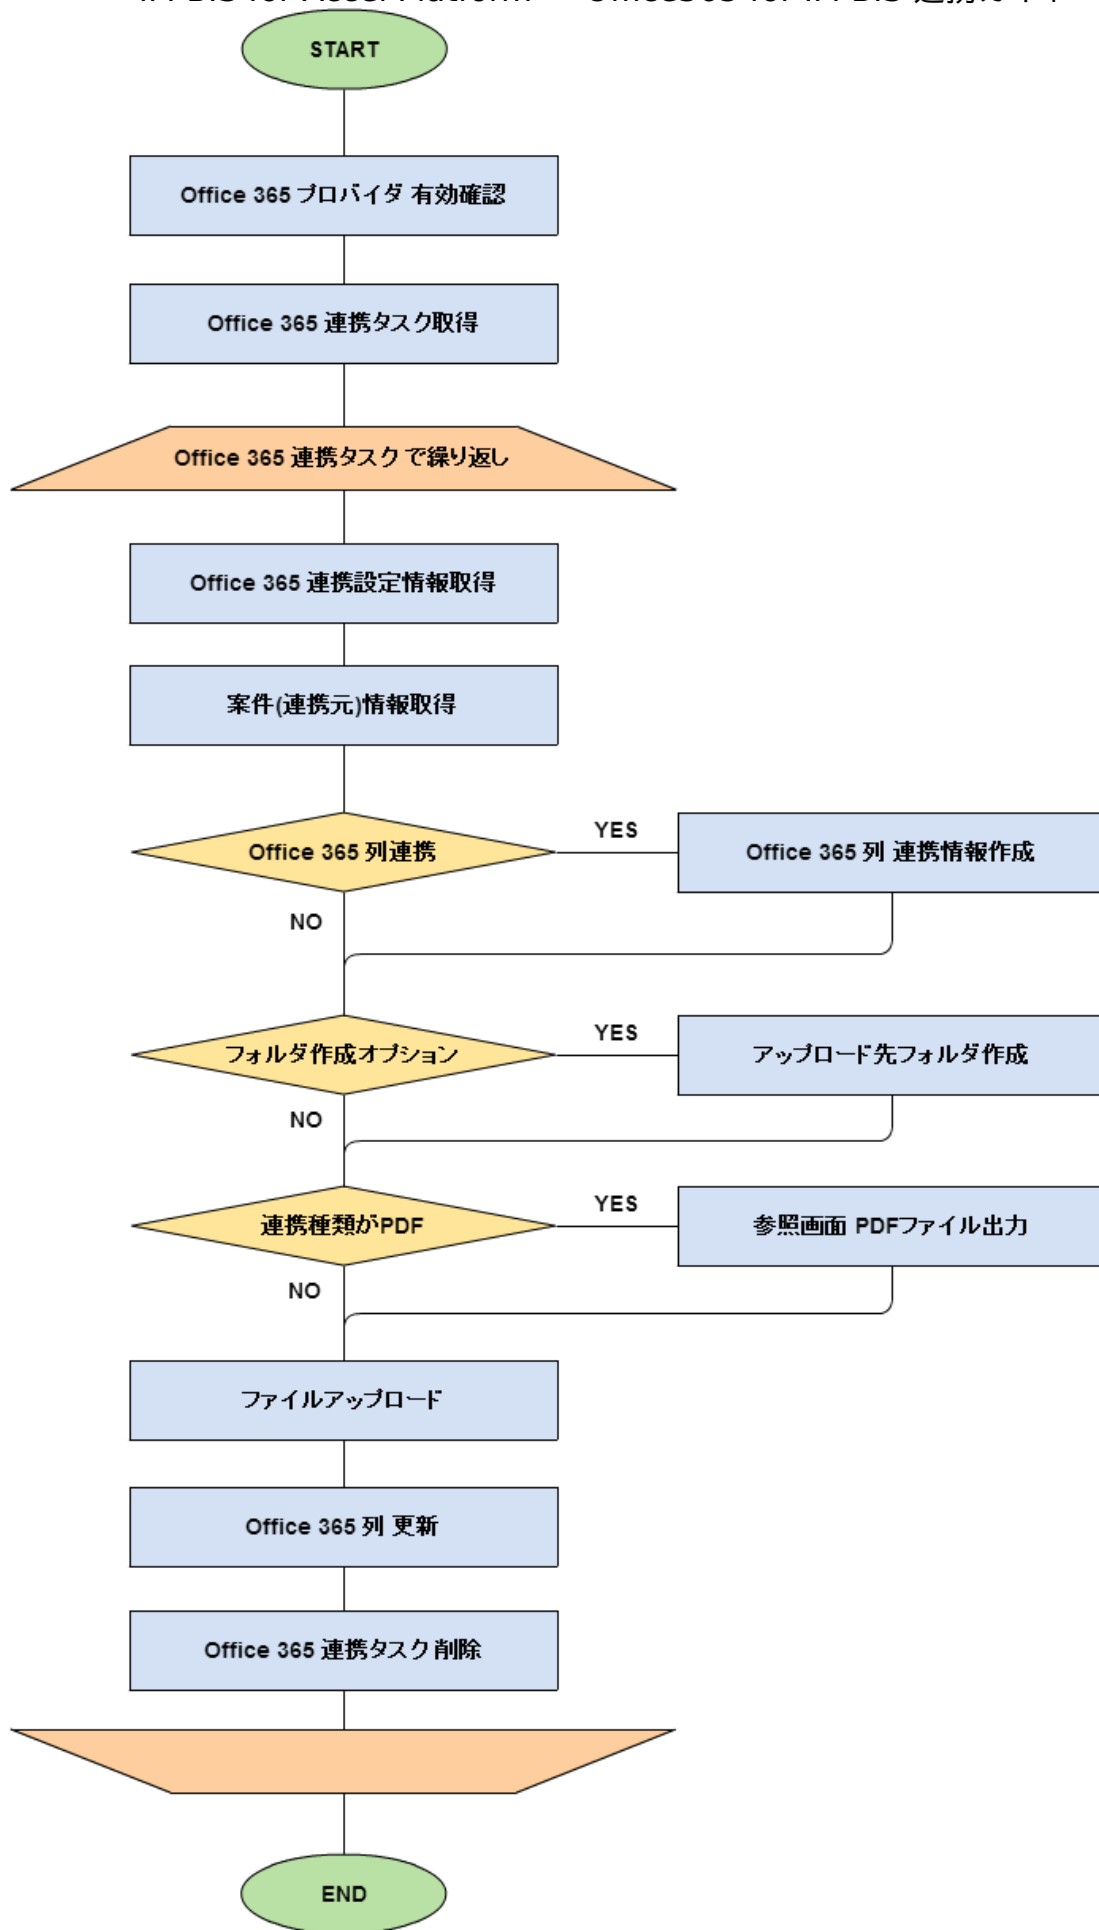 START
Office 365 プロバイダ 有効確認
Office 365 連携タスク取得
Office 365 連携タスク で繰り返し
Office 365 連携設定情報取得
案件(連携元)情報取得
Office 365 列連携
YES
Office 365 列 連携情報作成
NO
フォルダ作成オプション
YES
アップロード先フォルダ作成
NO
連携種類がPDF
YES
参照画面 PDFファイル出力
NO
ファイルアップロード
Office 365 列 更新
Office 365 連携タスク 削除
END